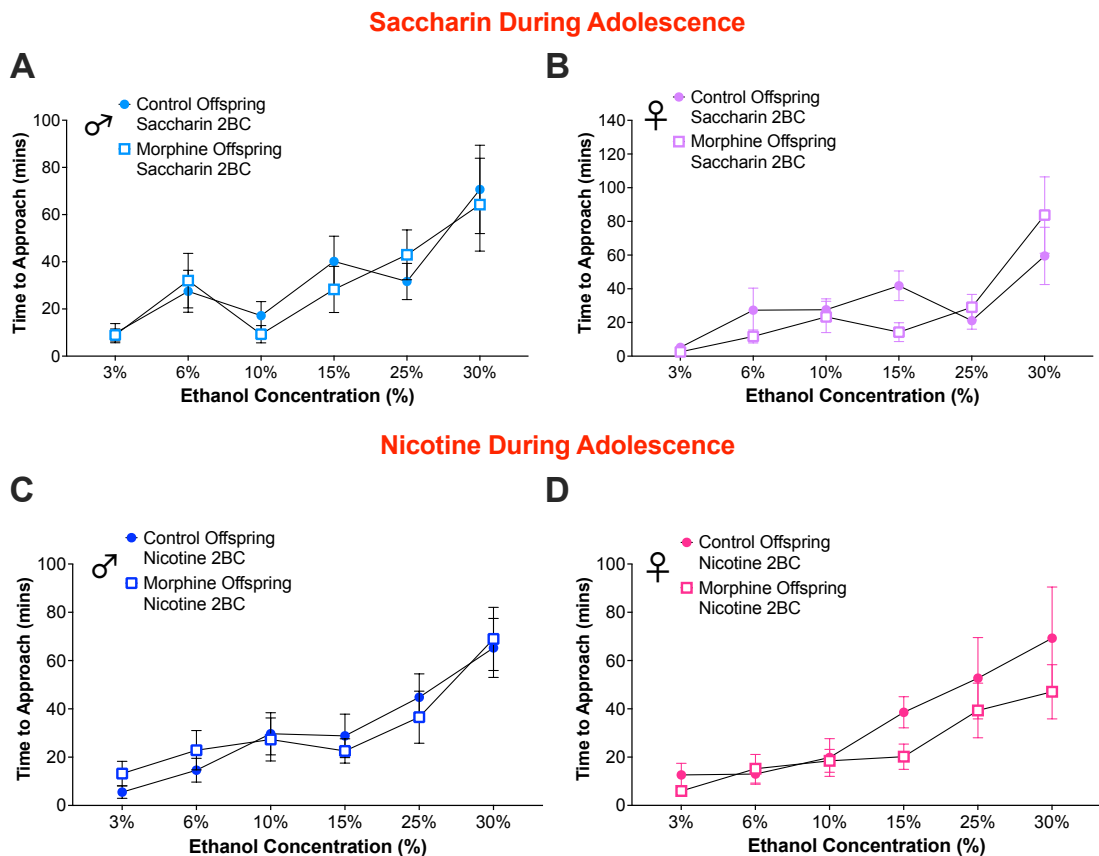 Saccharin During Adolescence
A
B
♂
Control Offspring
Saccharin 2BC
Morphine Offspring
Saccharin 2BC
Time to Approach (mins)
100
80
60
40
20
0
3%
6%
10%
15%
25%
30%
Ethanol Concentration (%)
♀
Control Offspring
Saccharin 2BC
Morphine Offspring
Saccharin 2BC
Time to Approach (mins)
140
120
100
80
60
40
20
0
3%
6%
10%
15%
25%
30%
Ethanol Concentration (%)
Nicotine During Adolescence
C
D
♂
Control Offspring
Nicotine 2BC
Morphine Offspring
Nicotine 2BC
Time to Approach (mins)
100
80
60
40
20
0
3%
6%
10%
15%
25%
30%
Ethanol Concentration (%)
♀
Control Offspring
Nicotine 2BC
Morphine Offspring
Nicotine 2BC
Time to Approach (mins)
100
80
60
40
20
0
3%
6%
10%
15%
25%
30%
Ethanol Concentration (%)